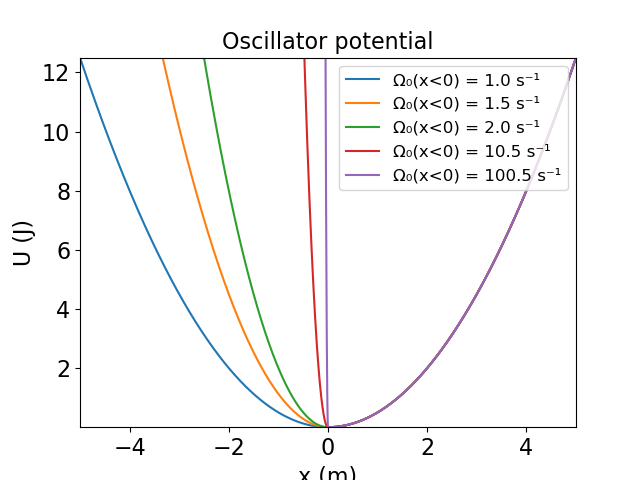 Oscillator potential
12
10
8
6
4
2
U (J)
Ω₀(x<0) = 1.0 s⁻¹
Ω₀(x<0) = 1.5 s⁻¹
Ω₀(x<0) = 2.0 s⁻¹
Ω₀(x<0) = 10.5 s⁻¹
Ω₀(x<0) = 100.5 s⁻¹
−4 −2 0 2 4
x (m)